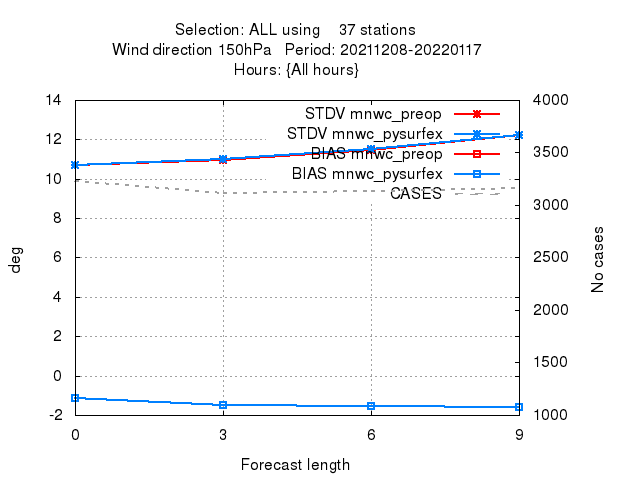 Selection: ALL using 37 stations
Wind direction 150hPa Period: 20211208-20220117
Hours: {All hours}
STDV mnwc_preop
STDV mnwc_pysurfex
BIAS mnwc_preop
BIAS mnwc_pysurfex
CASES
14
12
10
8
6
4
2
0
-2
deg
4000
3500
3000
2500
2000
1500
1000
No cases
0 3 6 9
Forecast length